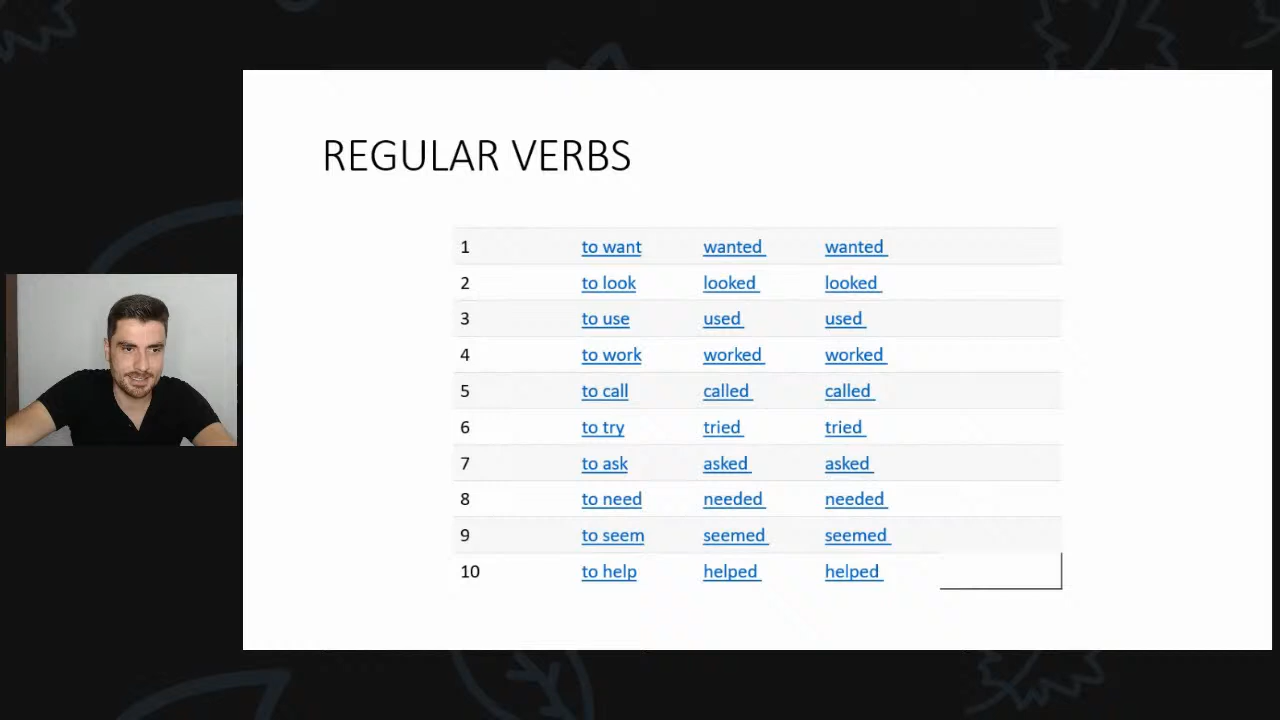 REGULAR VERBS
1 to want wanted wanted
2 to look looked looked
3 to use used used
4 to work worked worked
5 to call called called
6 to try tried tried
7 to ask asked asked
8 to need needed needed
9 to seem seemed seemed
10 to help helped helped